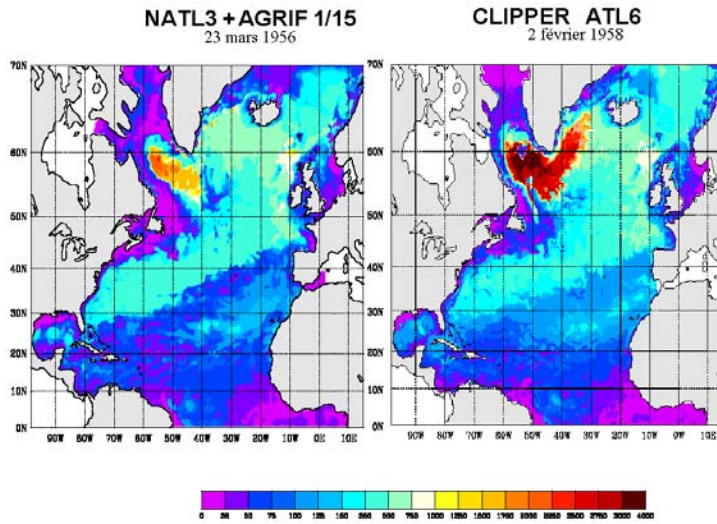 NATL3 + AGRIF 1/15
23 mars 1956
CLIPPER ATL6
2 février 1958
70N
60N
50N
40N
30N
20N
10N
0N
90W 80W 70W 60W 50W 40W 30W 20W 10W 0E 10E
70N
60N
50N
40N
30N
20N
10N
0N
90W 80W 70W 60W 50W 40W 30W 20W 10W 0E
0 25 50 75 100 125 150 250 500 750 1000 1250 1500 1750 2000 2500 3000 3500 4000